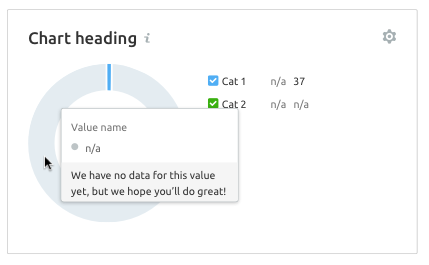 Chart heading i
Cat 1 n/a 37
Cat 2 n/a n/a
Value name
n/a
We have no data for this value
yet, but we hope you'll do great!